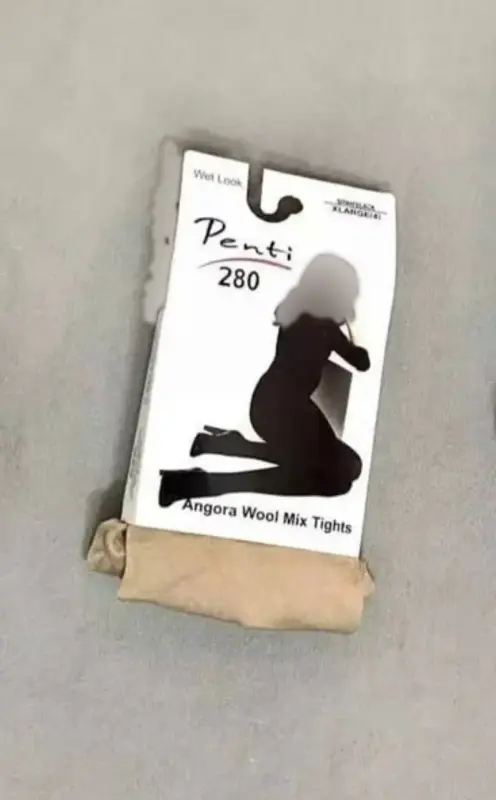 Wet Look
XLARGE(4)
Penti
280
Angora Wool Mix Tights